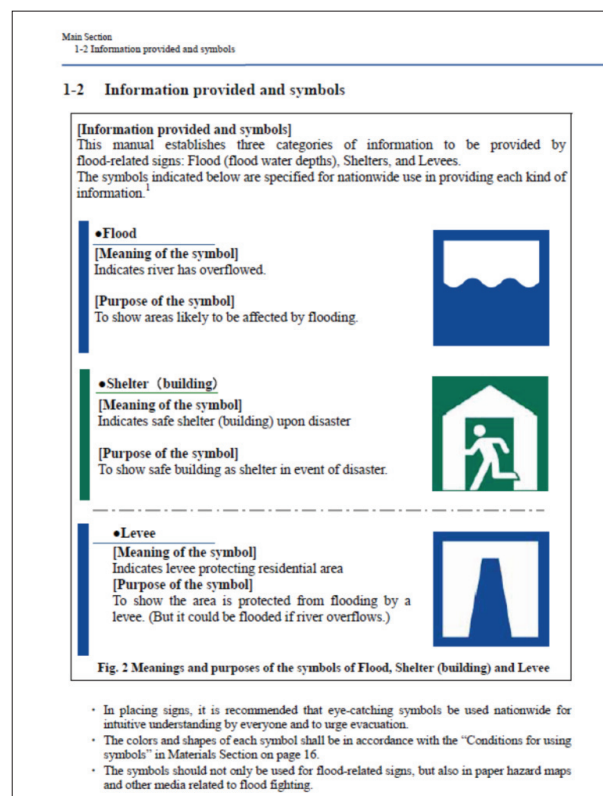 Main Section
1-2 Information provided and symbols
1-2 Information provided and symbols
[Information provided and symbols]
This manual establishes three categories of information to be provided by
flood-related signs: Flood (flood water depths), Shelters, and Levees.
The symbols indicated below are specified for nationwide use in providing each kind of
information.1
●Flood
[Meaning of the symbol]
Indicates river has overflowed.
[Purpose of the symbol]
To show areas likely to be affected by flooding.
●Shelter（building）
[Meaning of the symbol]
Indicates safe shelter (building) upon disaster
[Purpose of the symbol]
To show safe building as shelter in event of disaster.
●Levee
[Meaning of the symbol]
Indicates levee protecting residential area
[Purpose of the symbol]
To show the area is protected from flooding by a
levee. (But it could be flooded if river overflows.)
Fig. 2 Meanings and purposes of the symbols of Flood, Shelter (building) and Levee
・ In placing signs, it is recommended that eye-catching symbols be used nationwide for
intuitive understanding by everyone and to urge evacuation.
・ The colors and shapes of each symbol shall be in accordance with the “Conditions for using
symbols” in Materials Section on page 16.
・ The symbols should not only be used for flood-related signs, but also in paper hazard maps
and other media related to flood fighting.